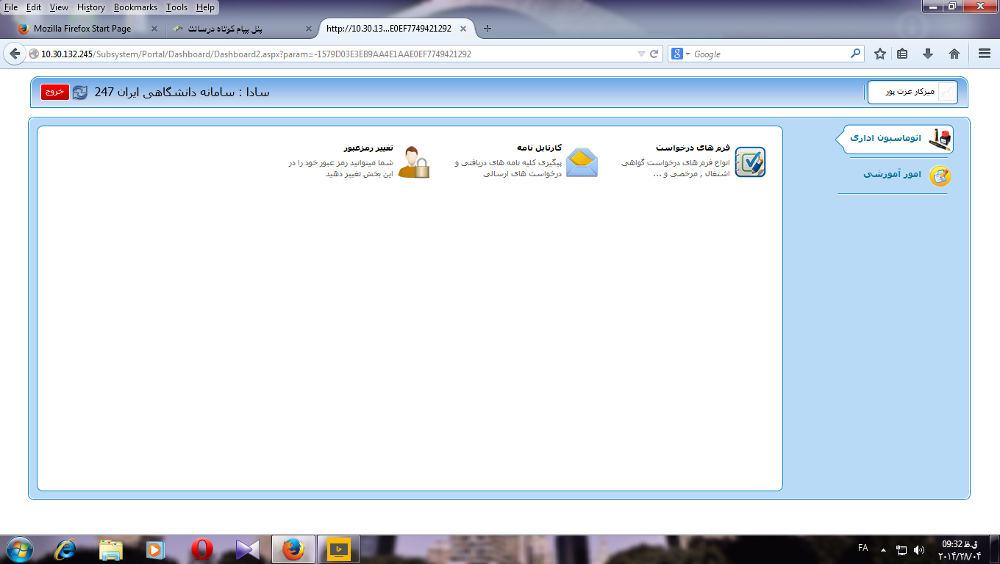 File Edit View History Bookmarks Tools Help
Mozilla Firefox Start Page
پنل پیام کوتاه درسانت
http://10.30.13...E0EF7749421292
10.30.132.245/Subsystem/Portal/Dashboard/Dashboard2.aspx?param=-1579D03E3EB9AA4E1AAE0EF7749421292
Google
میزکار عزت پور
سادا : سامانه دانشگاهی ایران 247
خروج
اتوماسیون اداری
امور آموزشی
فرم های درخواست
انواع فرم های درخواست گواهی
اشتغال , مرخصی و ...
کارتابل نامه
پیگیری کلیه نامه های دریافتی و
درخواست های ارسالی
تغییر رمزعبور
شما میتوانید رمز عبور خود را در
این بخش تغییر دهید
FA
09:32 ق.ظ
۲۰۱۴/۲۸/۰۴